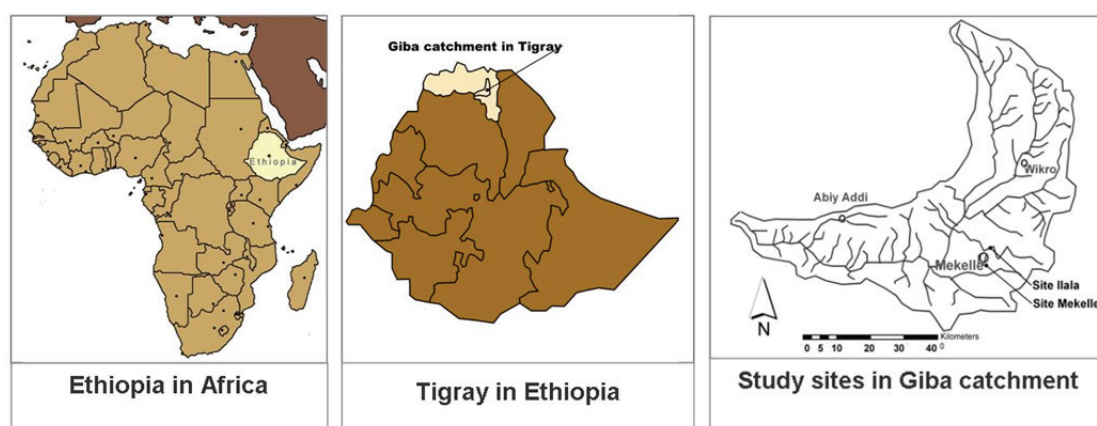 Ethiopia
Ethiopia in Africa
Giba catchment in Tigray
Tigray in Ethiopia
Wikro
Abiy Addi
Mekelle
Site Ilala
Site Mekelle
N
Kilometers
0 5 10 20 30 40 0
Study sites in Giba catchment